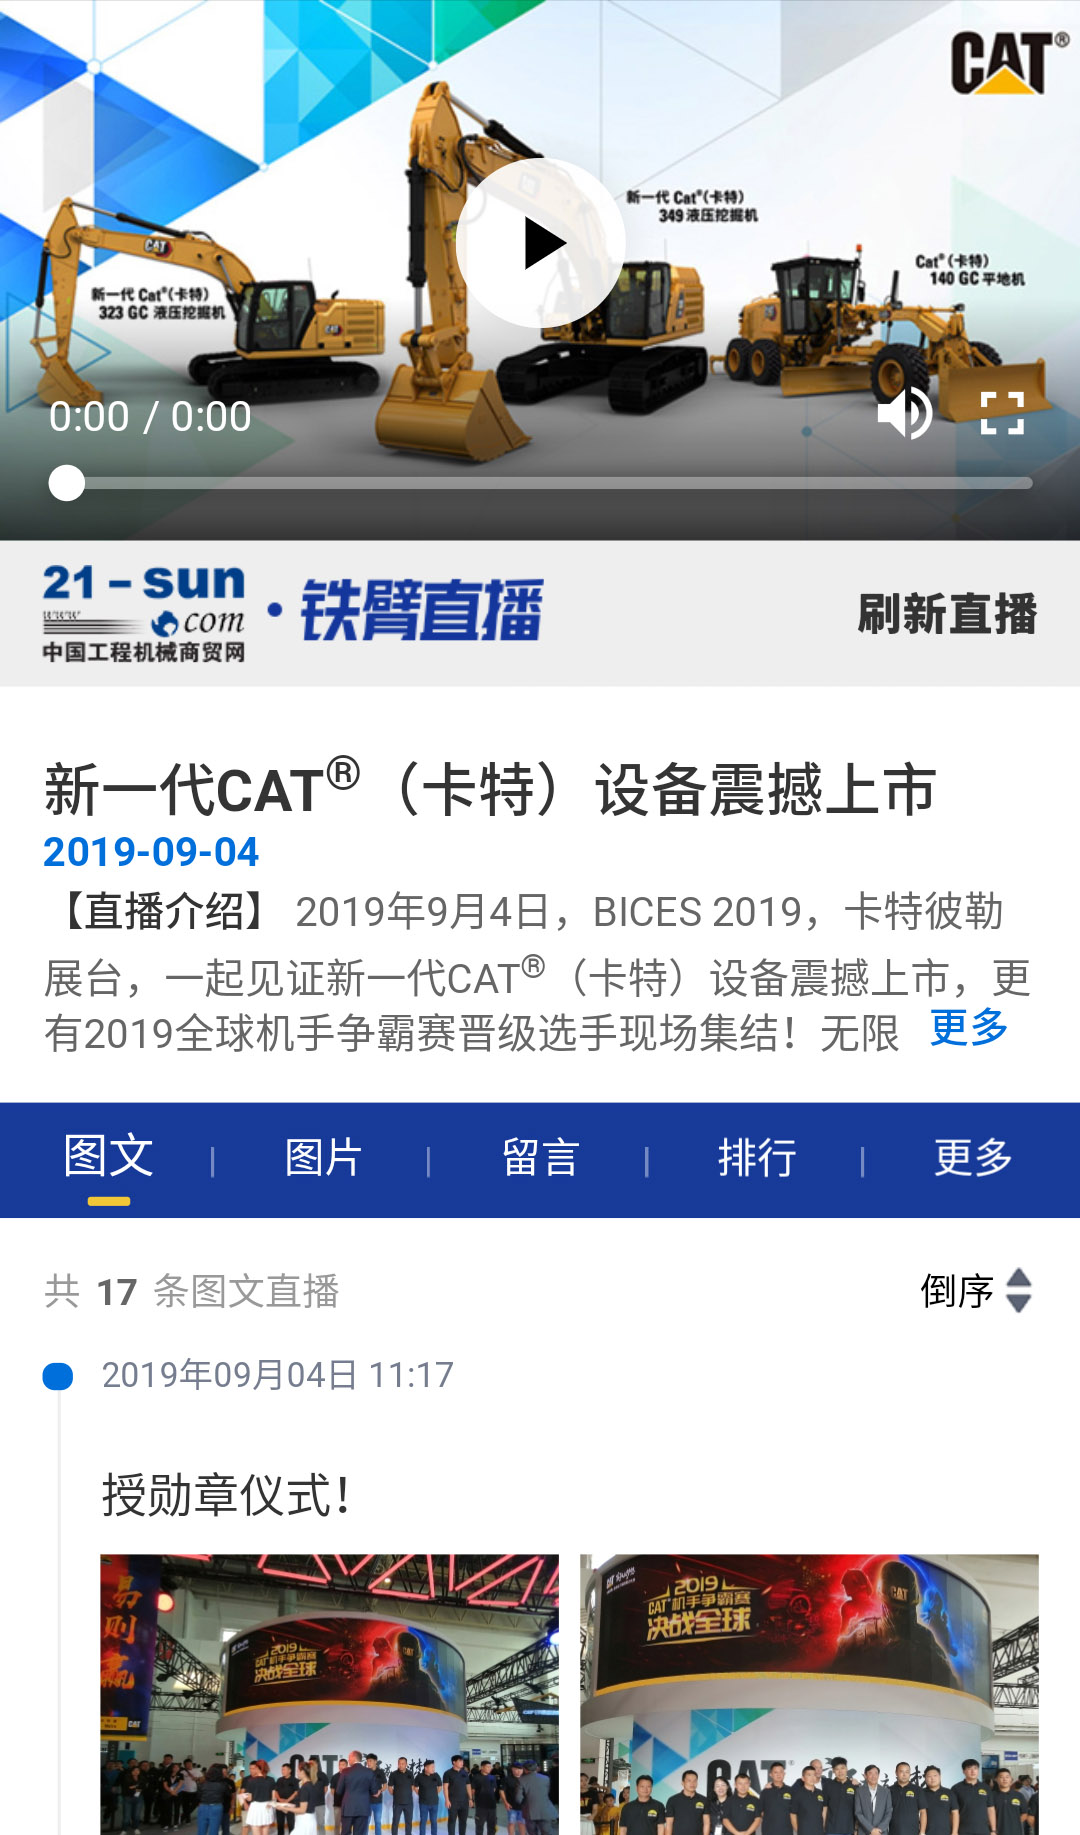 CAT®
新一代 Cat®(卡特)
349 液压挖掘机
Cat®(卡特)
140 GC 平地机
新一代 Cat®(卡特)
323 GC 液压挖掘机
CAT
0:00 / 0:00
21-sun
www
com
中国工程机械商贸网
·铁臂直播
刷新直播
新一代CAT®（卡特）设备震撼上市
2019-09-04
【直播介绍】 2019年9月4日，BICES 2019，卡特彼勒
展台，一起见证新一代CAT®（卡特）设备震撼上市，更
有2019全球机手争霸赛晋级选手现场集结！无限 更多
图文 | 图片 | 留言 | 排行 | 更多
共 17 条图文直播
倒序
2019年09月04日 11:17
授勋章仪式！
易则赢
2019
CAT®机手争霸赛
决战全球
CAT
2019
CAT®机手争霸赛
决战全球
CAT
CAT®